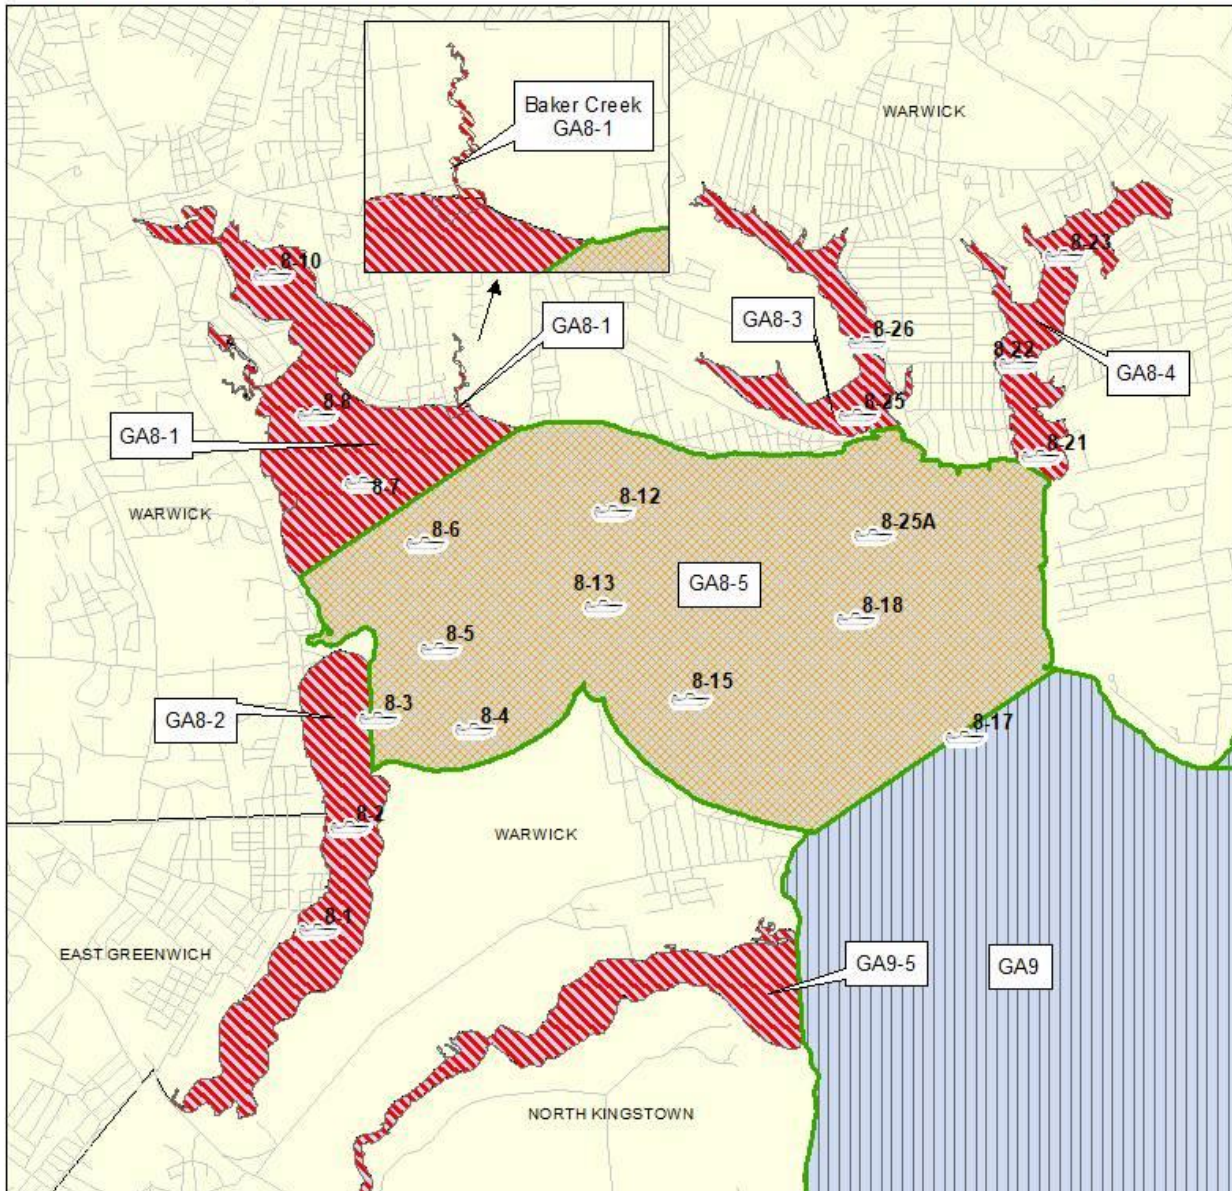 WARWICK
Baker Creek
GA8-1
8-10
8-23
GA8-1
GA8-3
8-26
8-22
GA8-4
8-8
8-25
GA8-1
8-21
8-7
WARWICK
8-12
8-6
8-25A
8-13
GA8-5
8-18
8-5
8-15
GA8-2
8-3
8-4
8-17
8-2
WARWICK
8-1
EAST GREENWICH
GA9-5
GA9
NORTH KINGSTOWN